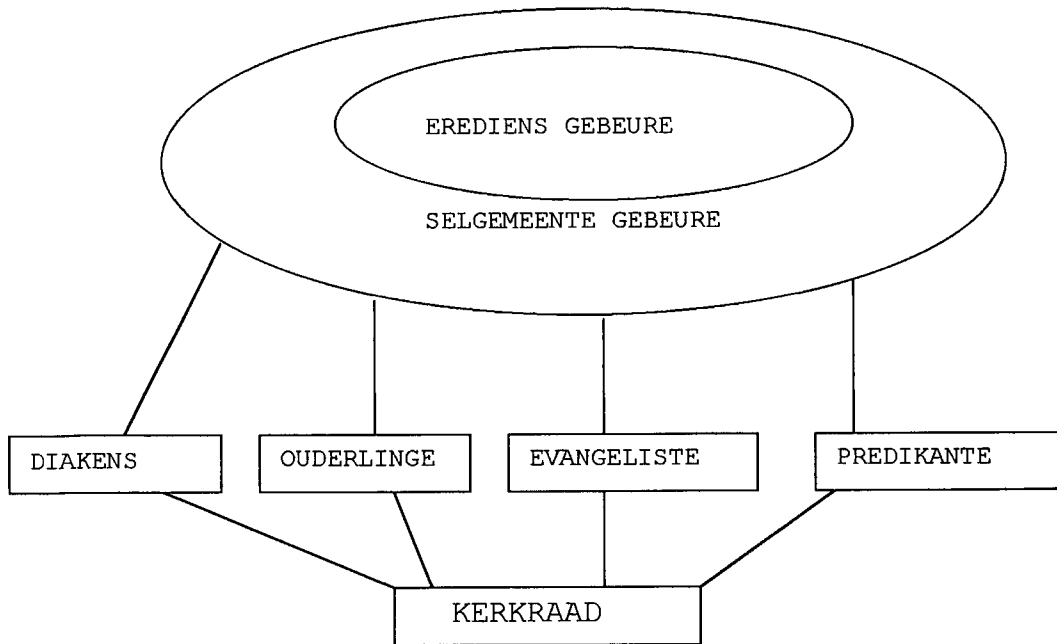 EREDIENS GEBEURE
SELGEMEENTE GEBEURE
DIAKENS
OUDERLINGE
EVANGELISTE
PREDIKANTE
KERKRAAD